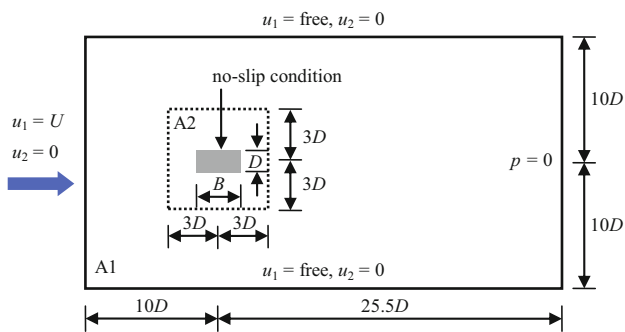 u₁ = free, u₂ = 0
no-slip condition
u₁ = U
u₂ = 0
A2
3D
D
3D
B
3D
3D
10D
p = 0
10D
A1
u₁ = free, u₂ = 0
10D
25.5D